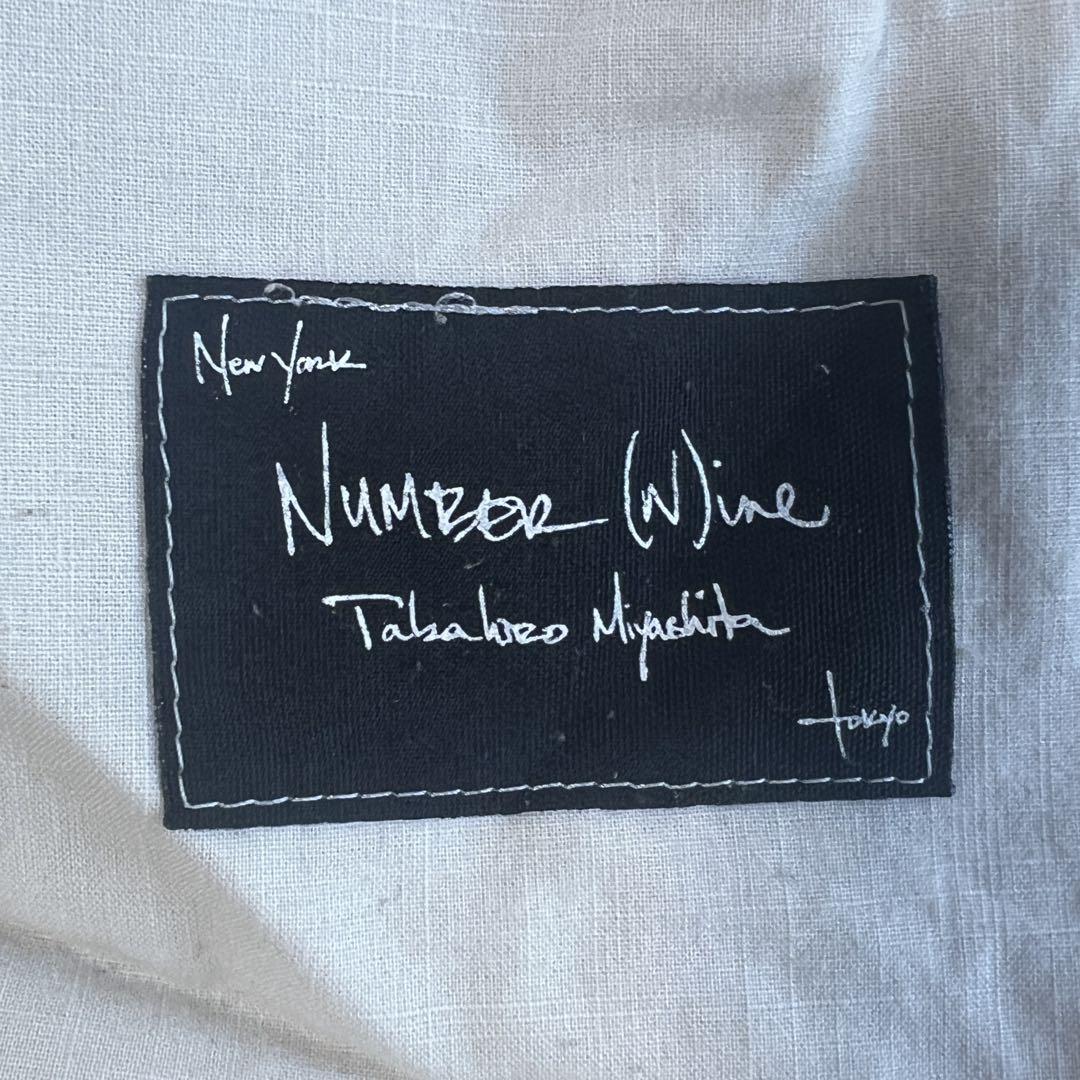 New York
NUMBER (N)ine
Takahiro Miyashita
tokyo